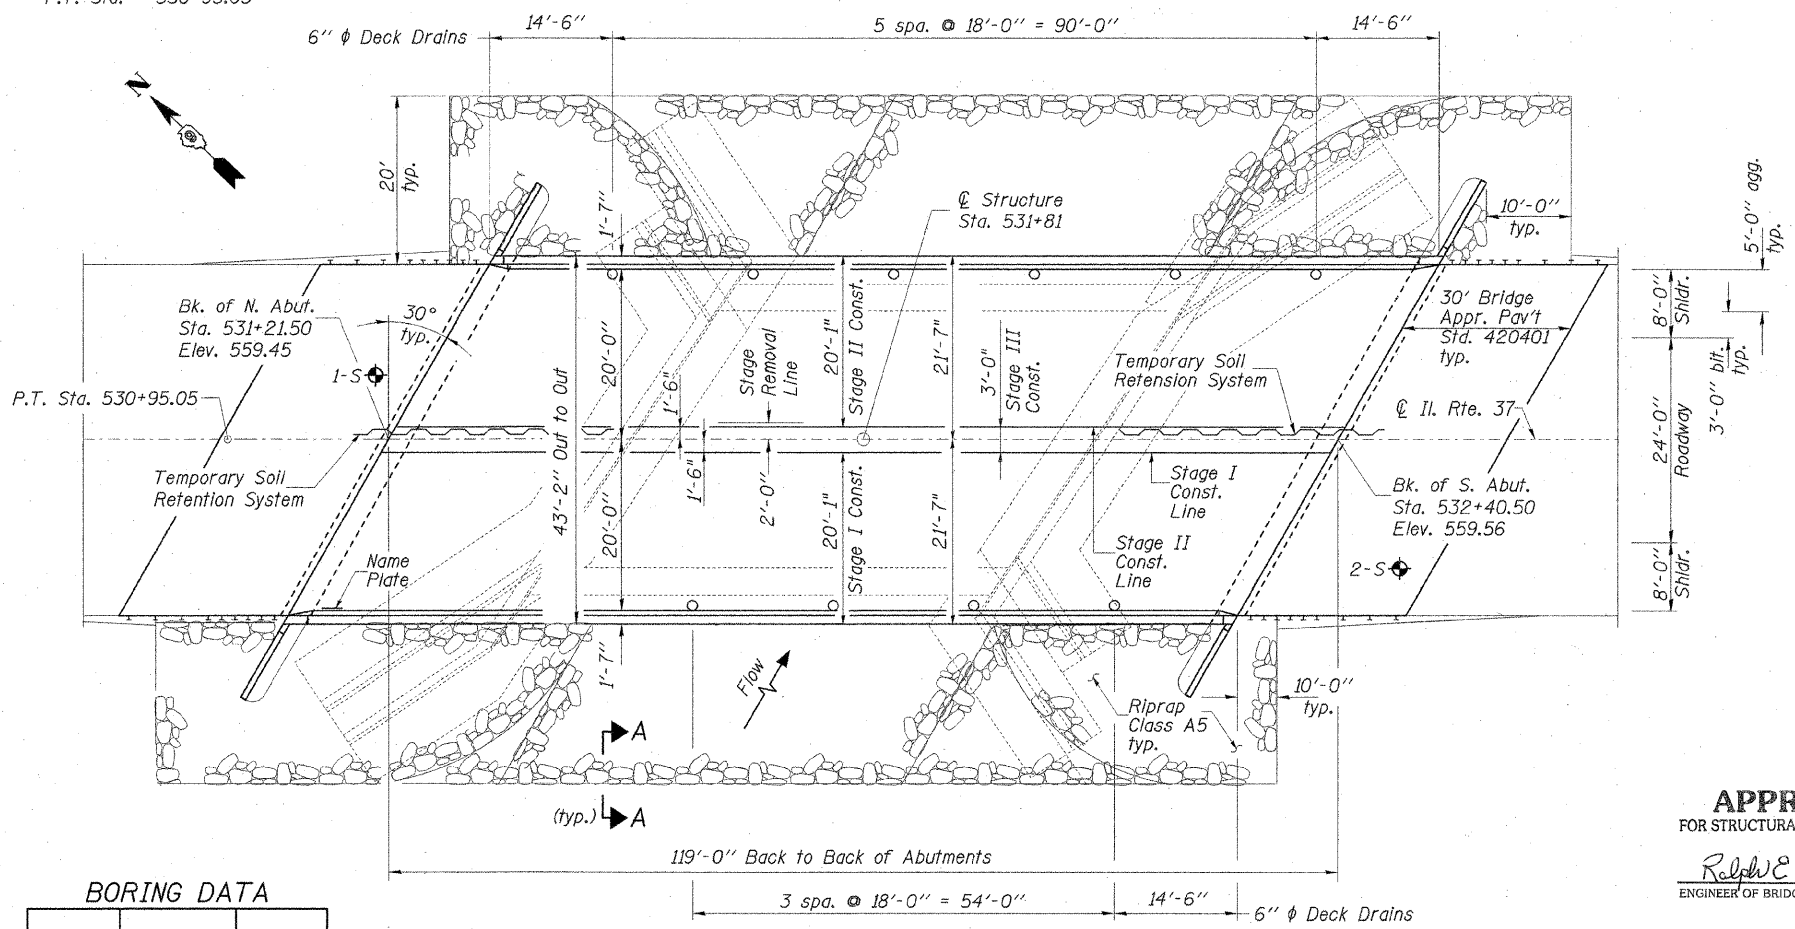 14'-6"
5 spa. @ 18'-0" = 90'-0"
14'-6"
6" ϕ Deck Drains
N
20'
typ.
1'-7"
℄ Structure
Sta. 531+81
10'-0"
typ.
5'-0" agg.
typ.
Bk. of N. Abut.
Sta. 531+21.50
Elev. 559.45
30°
typ.
1-S
20'-0"
1'-6"
Stage
Removal
Line
20'-1"
Stage II Const.
21'-7"
3'-0"
Stage III
Const.
Temporary Soil
Retension System
30' Bridge
Appr. Pav't
Std. 420401
typ.
8'-0"
Shldr.
3'-0" bit.
typ.
P.T. Sta. 530+95.05
℄ Il. Rte. 37
24'-0"
Roadway
43'-2" Out to Out
Temporary Soil
Retention System
1'-6"
2'-0"
Stage I
Const.
Line
Bk. of S. Abut.
Sta. 532+40.50
Elev. 559.56
20'-0"
20'-1"
Stage I Const.
21'-7"
Stage II
Const.
Line
Name
Plate
2-S
8'-0"
Shldr.
1'-7"
Flow
Riprap
Class A5
typ.
10'-0"
typ.
A
(typ.)
A
119'-0" Back to Back of Abutments
3 spa. @ 18'-0" = 54'-0"
14'-6"
6" ϕ Deck Drains
BORING DATA
APPR
FOR STRUCTURA
Ralph E
ENGINEER OF BRIDG